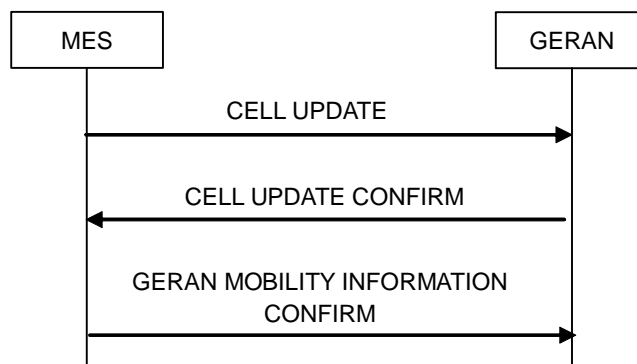 MES
GERAN
CELL UPDATE
CELL UPDATE CONFIRM
GERAN MOBILITY INFORMATION
CONFIRM